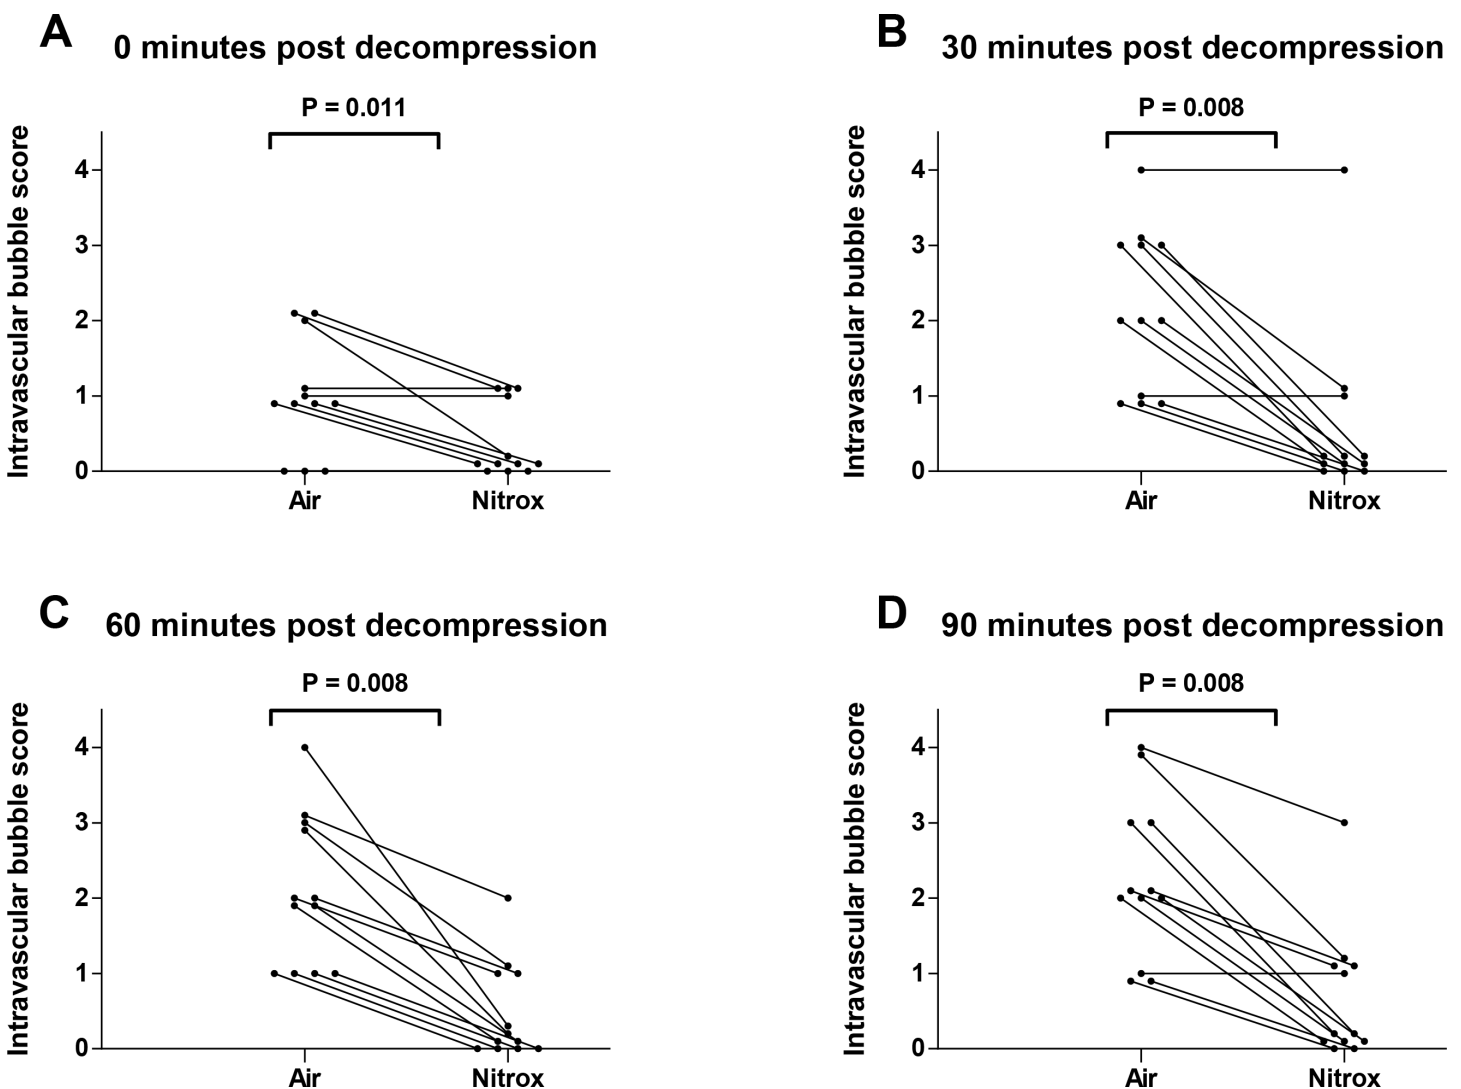 A
0 minutes post decompression
P = 0.011
Intravascular bubble score
4
3
2
1
0
Air
Nitrox
B
30 minutes post decompression
P = 0.008
Intravascular bubble score
4
3
2
1
0
Air
Nitrox
C
60 minutes post decompression
P = 0.008
Intravascular bubble score
4
3
2
1
0
Air
Nitrox
D
90 minutes post decompression
P = 0.008
Intravascular bubble score
4
3
2
1
0
Air
Nitrox